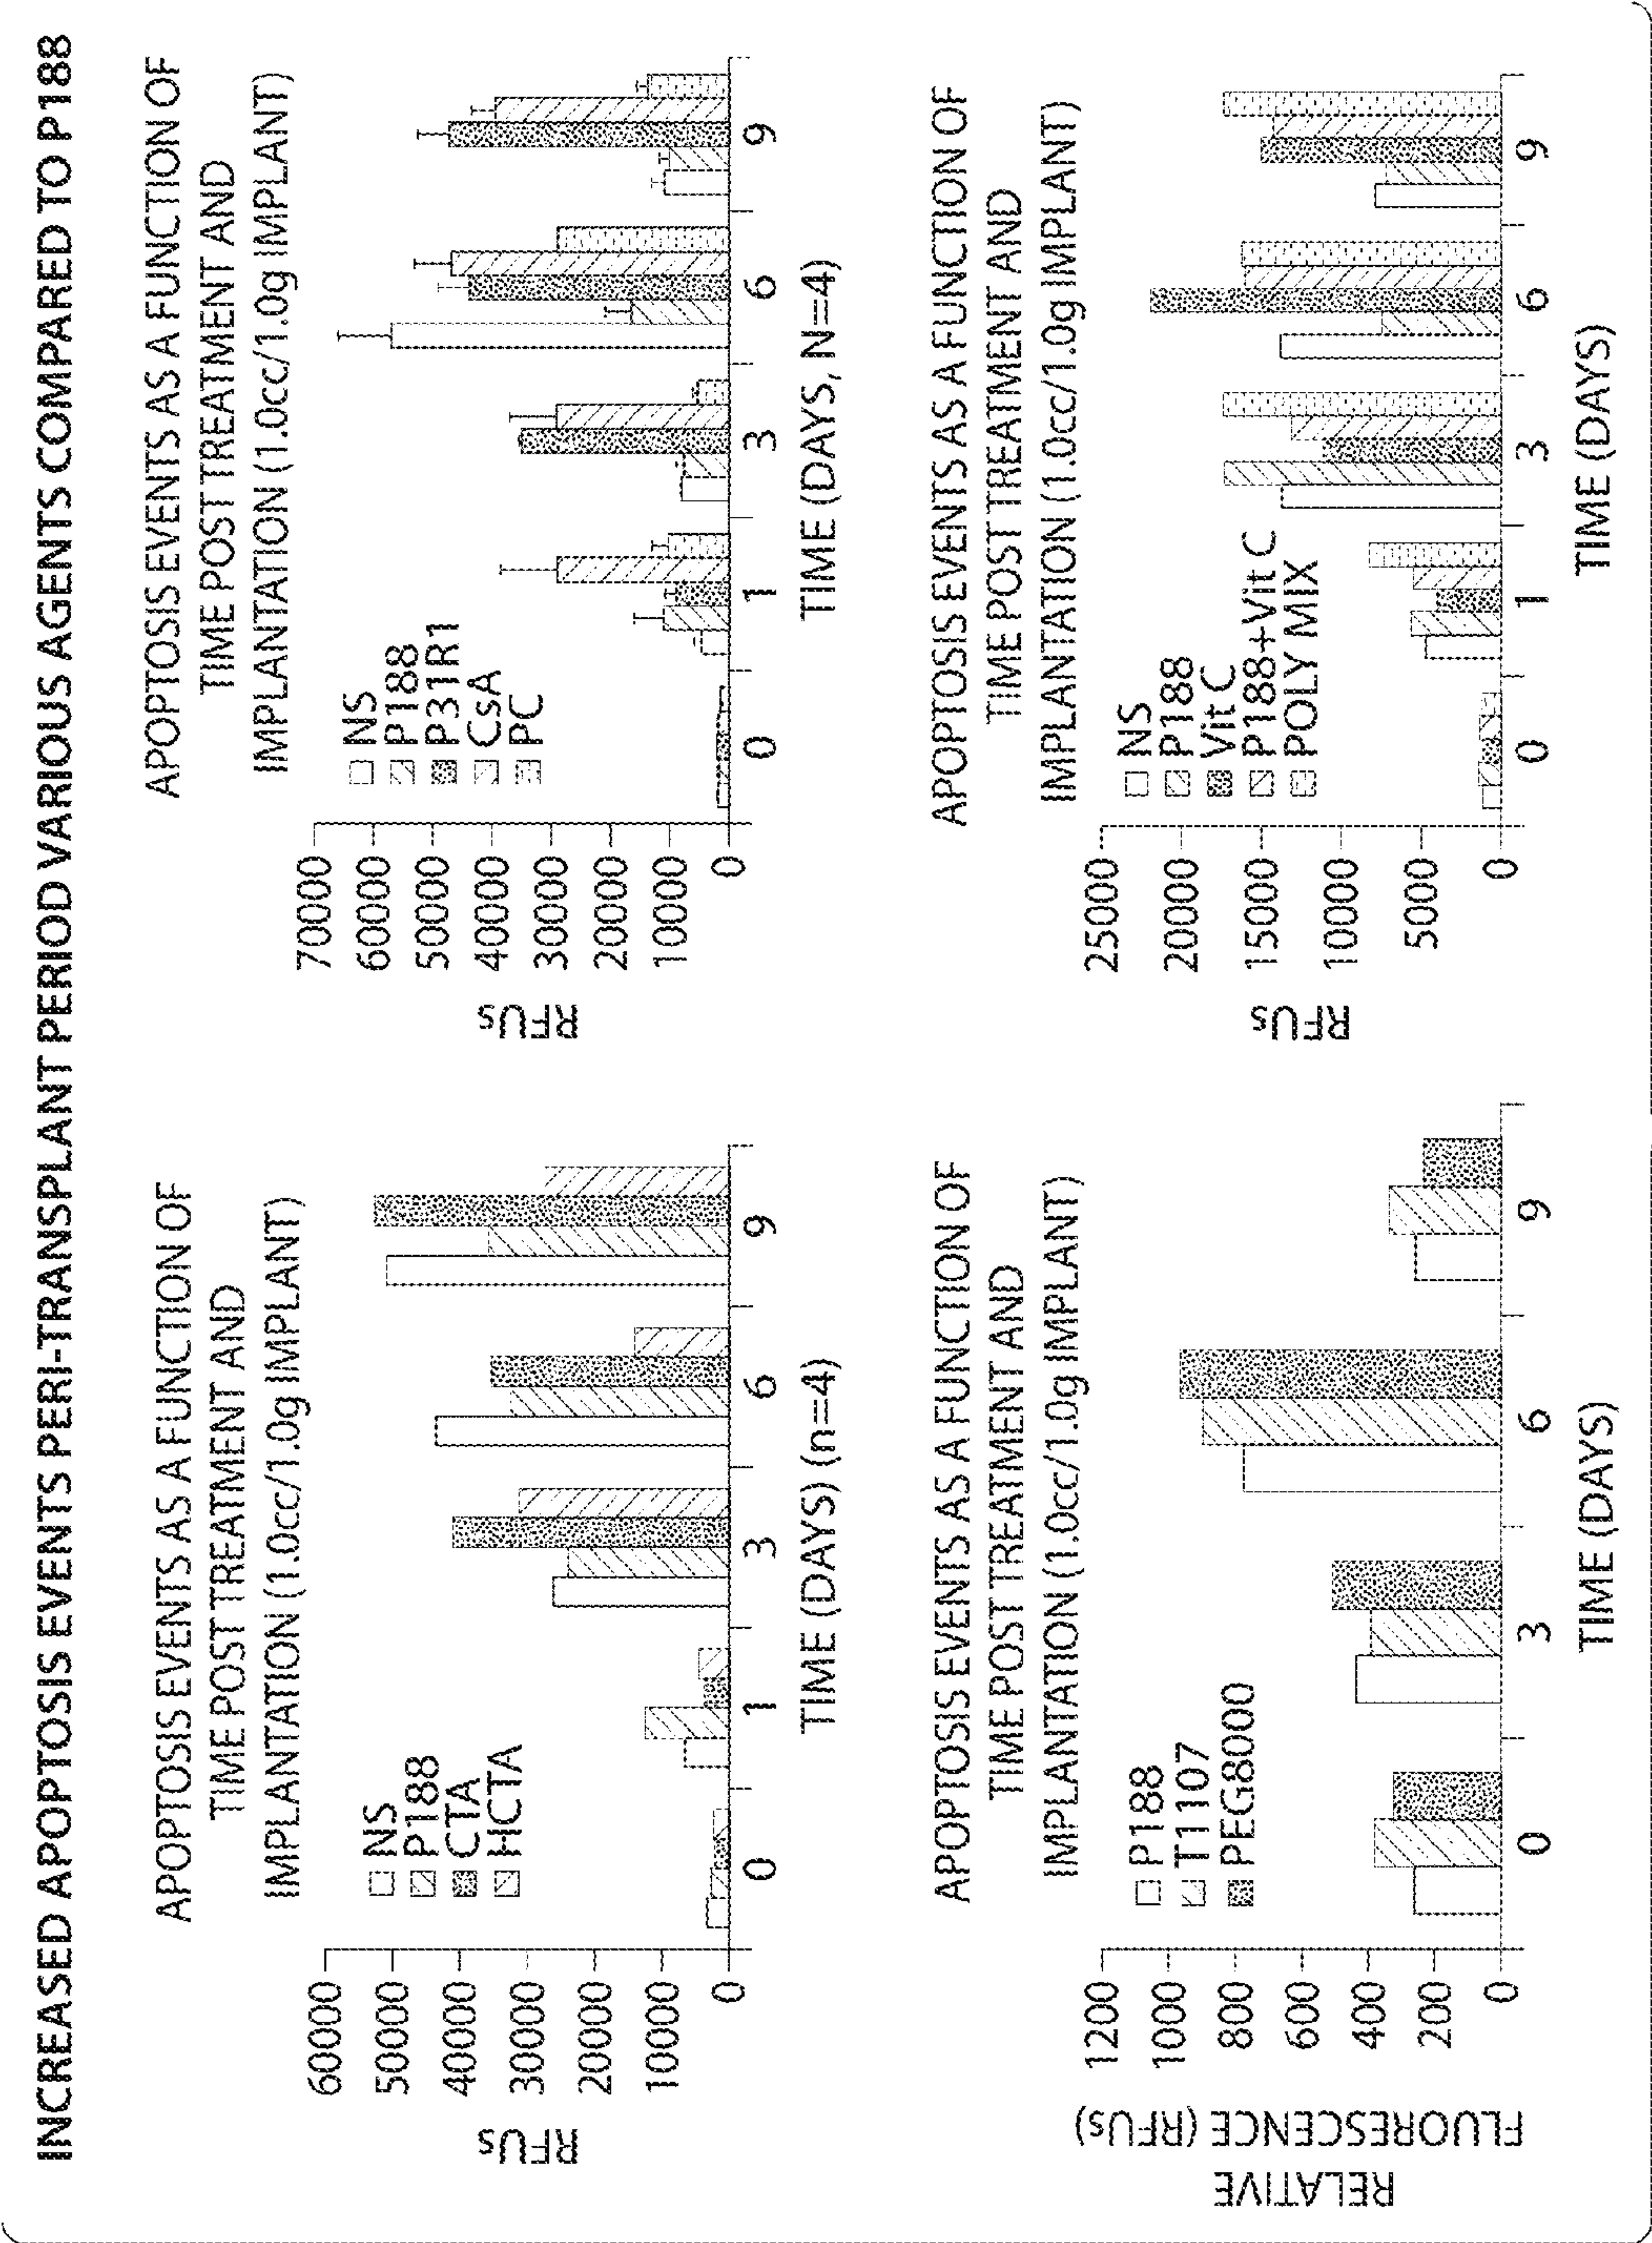 INCREASED APOPTOSIS EVENTS PERI-TRANSPLANT PERIOD VARIOUS AGENTS COMPARED TO P188
APOPTOSIS EVENTS AS A FUNCTION OF
TIME POST TREATMENT AND
IMPLANTATION (1.0cc/1.0g IMPLANT)
RFUs
60000
50000
40000
30000
20000
10000
0
NS
P188
CTA
HCTA
0 1 3 6 9
TIME (DAYS) (n=4)
APOPTOSIS EVENTS AS A FUNCTION OF
TIME POST TREATMENT AND
IMPLANTATION (1.0cc/1.0g IMPLANT)
RFUs
70000
60000
50000
40000
30000
20000
10000
0
NS
P188
P31R1
CsA
PC
0 1 3 6 9
TIME (DAYS, N=4)
APOPTOSIS EVENTS AS A FUNCTION OF
TIME POST TREATMENT AND
IMPLANTATION (1.0cc/1.0g IMPLANT)
RELATIVE
FLUORESCENCE (RFUs)
1200
1000
800
600
400
200
0
P188
T1107
PEG8000
0 3 6 9
TIME (DAYS)
APOPTOSIS EVENTS AS A FUNCTION OF
TIME POST TREATMENT AND
IMPLANTATION (1.0cc/1.0g IMPLANT)
RFUs
25000
20000
15000
10000
5000
0
NS
P188
Vit C
P188+Vit C
POLY MIX
0 1 3 6 9
TIME (DAYS)